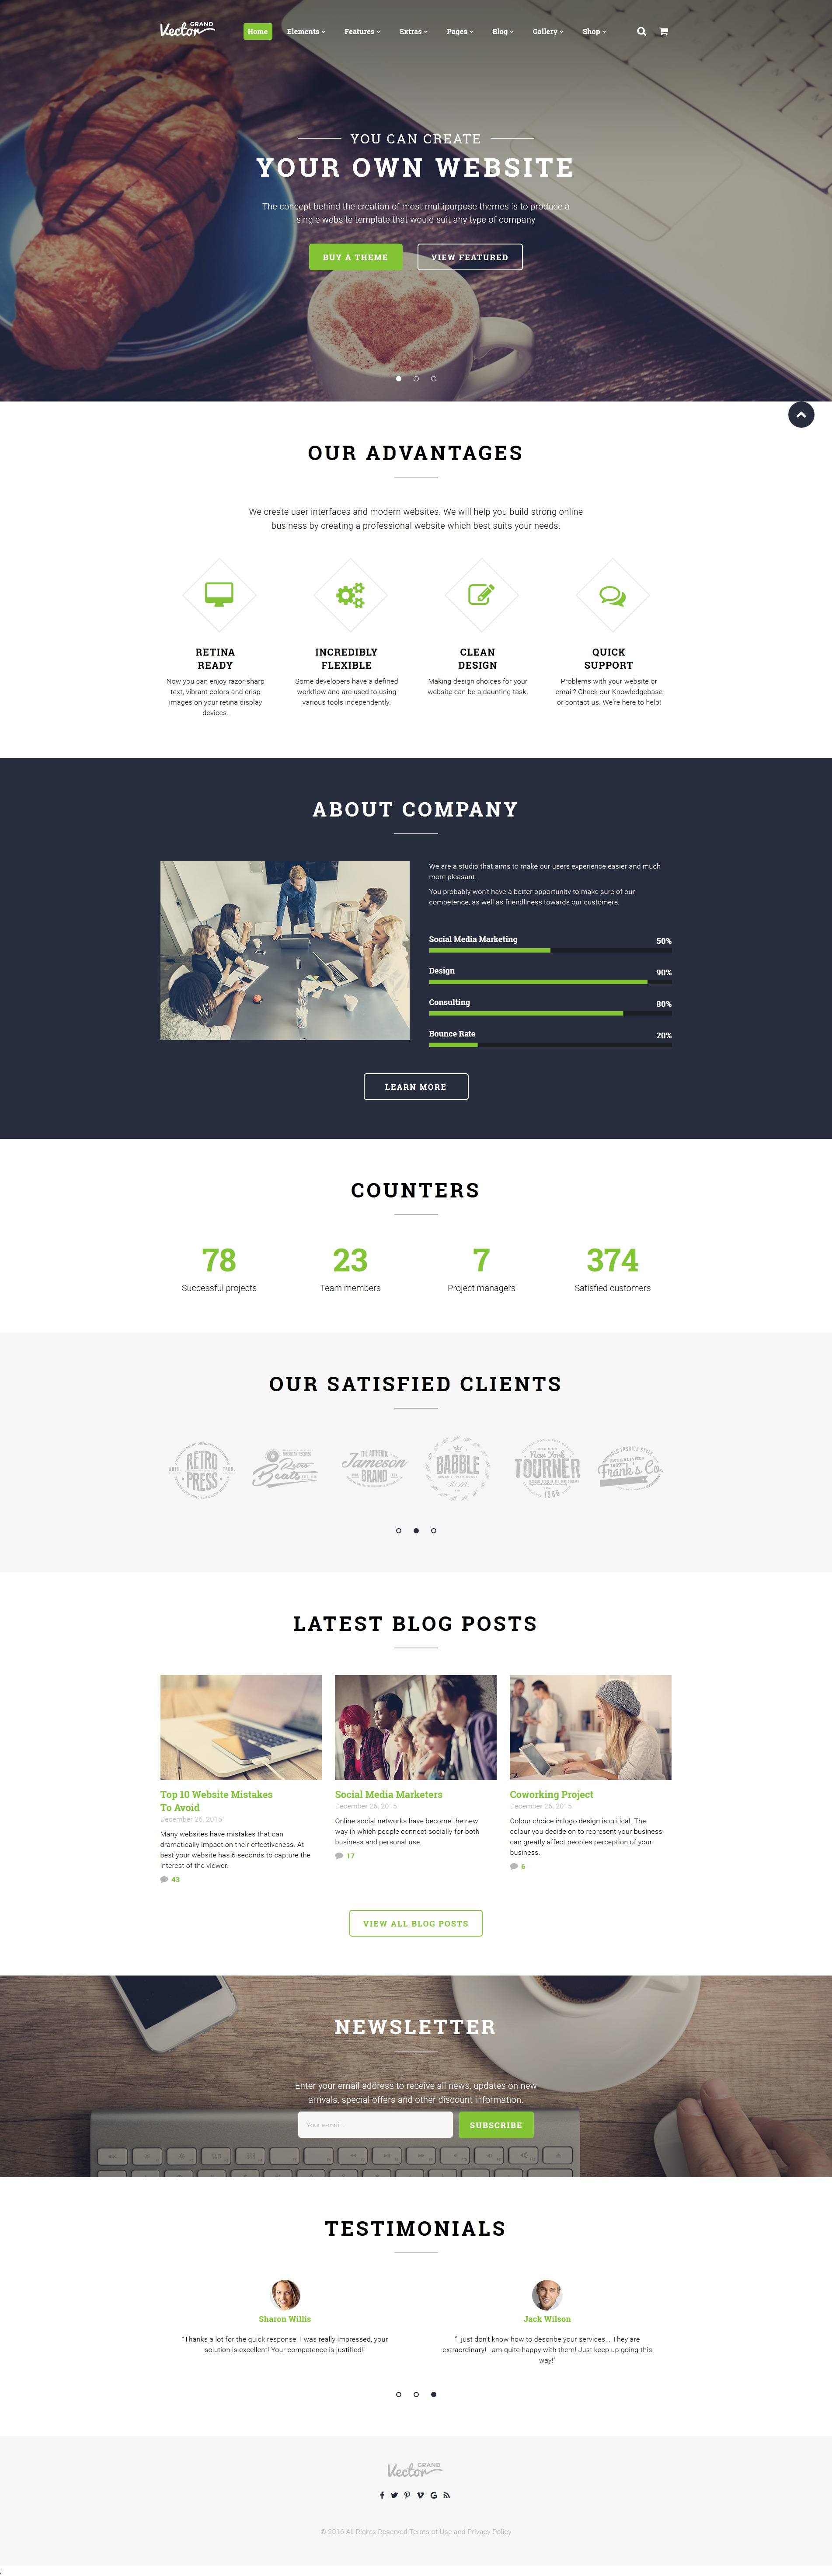 Vector GRAND
Home Elements Features Extras Pages Blog Gallery Shop
YOU CAN CREATE
YOUR OWN WEBSITE
The concept behind the creation of most multipurpose themes is to produce a
single website template that would suit any type of company
BUY A THEME VIEW FEATURED
OUR ADVANTAGES
We create user interfaces and modern websites. We will help you build strong online
business by creating a professional website which best suits your needs.
RETINA
READY
Now you can enjoy razor sharp
text, vibrant colors and crisp
images on your retina display
devices.
INCREDIBLY
FLEXIBLE
Some developers have a defined
workflow and are used to using
various tools independently.
CLEAN
DESIGN
Making design choices for your
website can be a daunting task.
QUICK
SUPPORT
Problems with your website or
email? Check our Knowledgebase
or contact us. We're here to help!
ABOUT COMPANY
We are a studio that aims to make our users experience easier and much
more pleasant.
You probably won't have a better opportunity to make sure of our
competence, as well as friendliness towards our customers.
Social Media Marketing 50%
Design 90%
Consulting 80%
Bounce Rate 20%
LEARN MORE
COUNTERS
78 23 7 374
Successful projects Team members Project managers Satisfied customers
OUR SATISFIED CLIENTS
RETRO
PRESS
Retro
Beats
THE AUTHENTIC
Jameson
BRAND
BABBLE
New York
TOURNER
1986
OLD FASHION STYLE
ESTABLISHED
Frank's Co.
LATEST BLOG POSTS
Top 10 Website Mistakes
To Avoid
December 26, 2015
Many websites have mistakes that can
dramatically impact on their effectiveness. At
best your website has 6 seconds to capture the
interest of the viewer.
43
Social Media Marketers
December 26, 2015
Online social networks have become the new
way in which people connect socially for both
business and personal use.
17
Coworking Project
December 26, 2015
Colour choice in logo design is critical. The
colour you decide on to represent your business
can greatly affect peoples perception of your
business.
6
VIEW ALL BLOG POSTS
NEWSLETTER
Enter your email address to receive all news, updates on new
arrivals, special offers and other discount information.
Your e-mail... SUBSCRIBE
TESTIMONIALS
Sharon Willis
"Thanks a lot for the quick response. I was really impressed, your
solution is excellent! Your competence is justified!"
Jack Wilson
"I just don't know how to describe your services... They are
extraordinary! I am quite happy with them! Just keep up going this
way!"
Vector GRAND
© 2016 All Rights Reserved Terms of Use and Privacy Policy